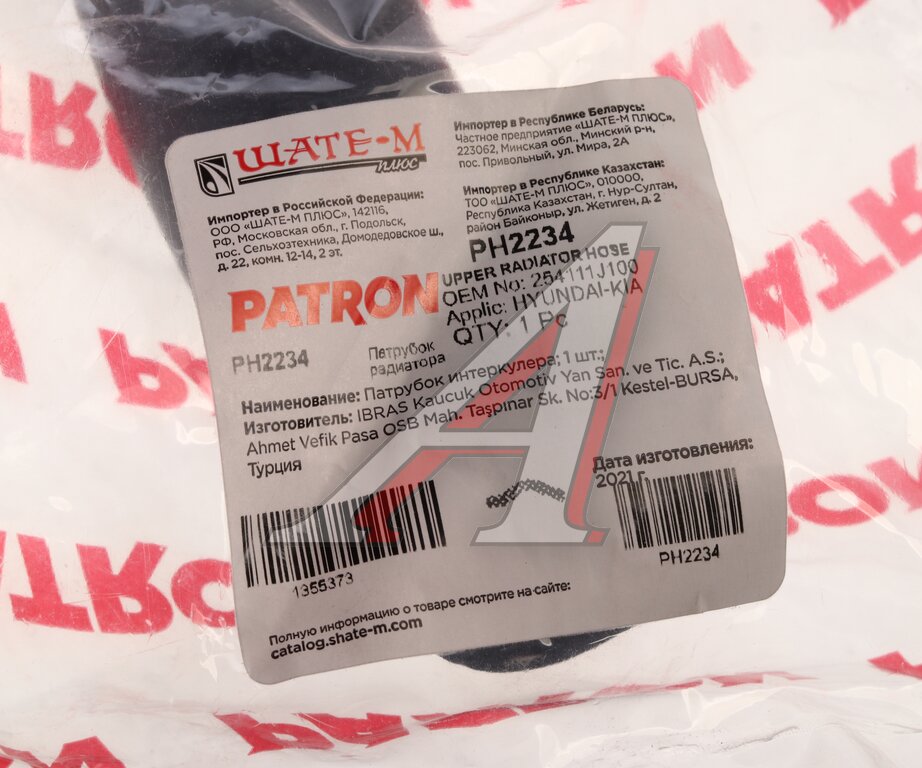 ШАТЕ-М
плюс
Импортер в Российской Федерации:
ООО «ШАТЕ-М ПЛЮС», 142116,
РФ, Московская обл., г. Подольск,
пос. Сельхозтехника, Домодедовское ш.,
д. 22, комн. 12-14, 2 эт.
Импортер в Республике Беларусь:
Частное предприятие «ШАТЕ-М ПЛЮС»,
223062, Минская обл., Минский р-н,
пос. Привольный, ул. Мира, 2А
Импортер в Республике Казахстан:
ТОО «ШАТЕ-М ПЛЮС», 010000,
Республика Казахстан, г. Нур-Султан,
район Байконыр, ул. Жетиген, д. 2
PATRON
PH2234
UPPER RADIATOR HOSE
OEM No: 254111J100
Applic: HYUNDAI-KIA
QTY: 1 PC
PH2234
Патрубок
радиатора
Наименование: Патрубок интеркулера; 1 шт.;
Изготовитель: IBRAS Kaucuk Otomotiv Yan San. ve Tic. A.S.;
Ahmet Vefik Pasa OSB Mah. Taşpınar Sk. No:3/1 Kestel-BURSA,
Турция
Дата изготовления:
2021 г.
1355373
PH2234
Полную информацию о товаре смотрите на сайте:
catalog.shate-m.com